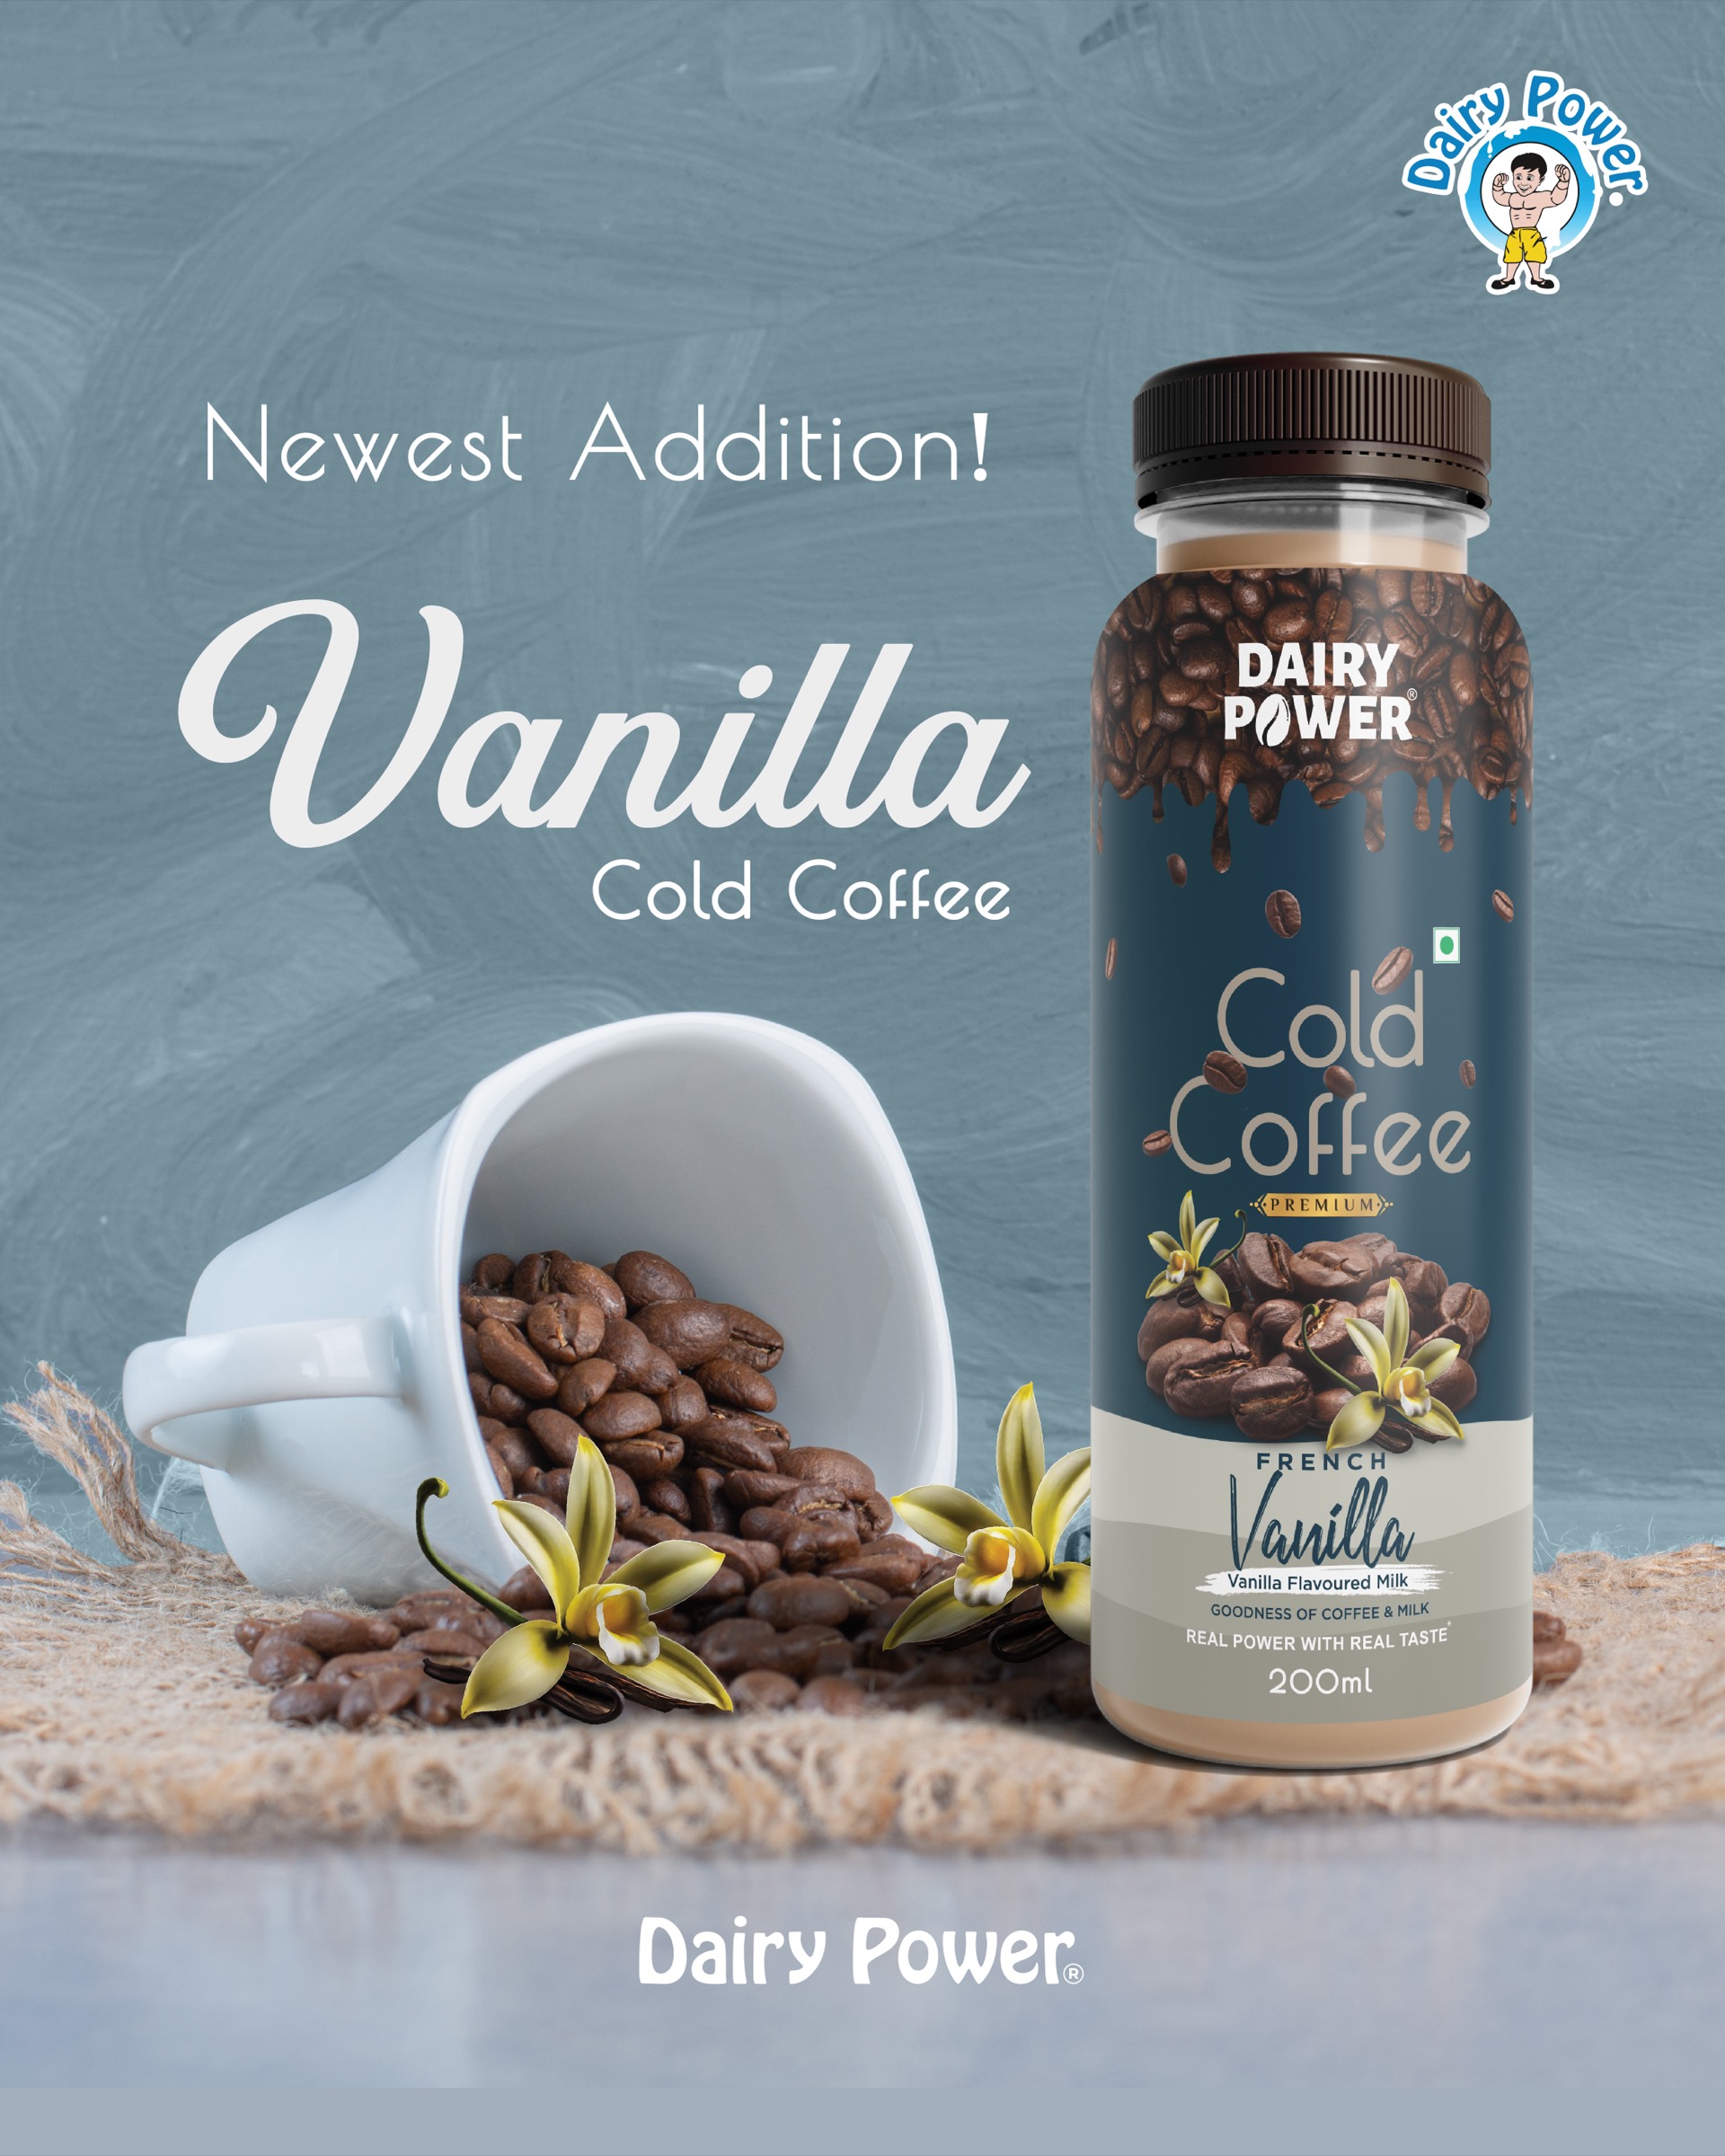 Dairy Power
Newest Addition!
Vanilla
Cold Coffee
DAIRY
POWER®
Cold
Coffee
PREMIUM
FRENCH
Vanilla
Vanilla Flavoured Milk
GOODNESS OF COFFEE & MILK
REAL POWER WITH REAL TASTE*
200ml
Dairy Power®